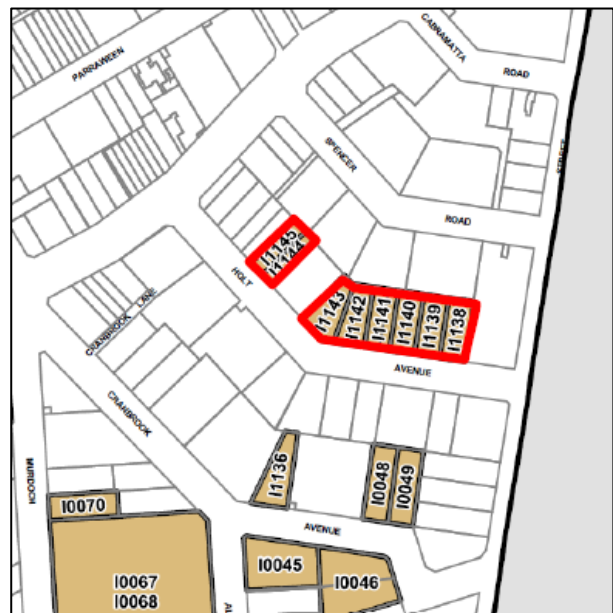 CABRAMATTA
ROAD
PARRAWEEN
SPENCER
ROAD
I1145
I1144
HOLT
I1143
I1142
I1141
I1140
I1139
I1138
CRANBROOK LANE
AVENUE
CRANBROOK
MURDOCH
I1136
I0048
I0049
I0070
AVENUE
I0045
I0046
I0067
I0068